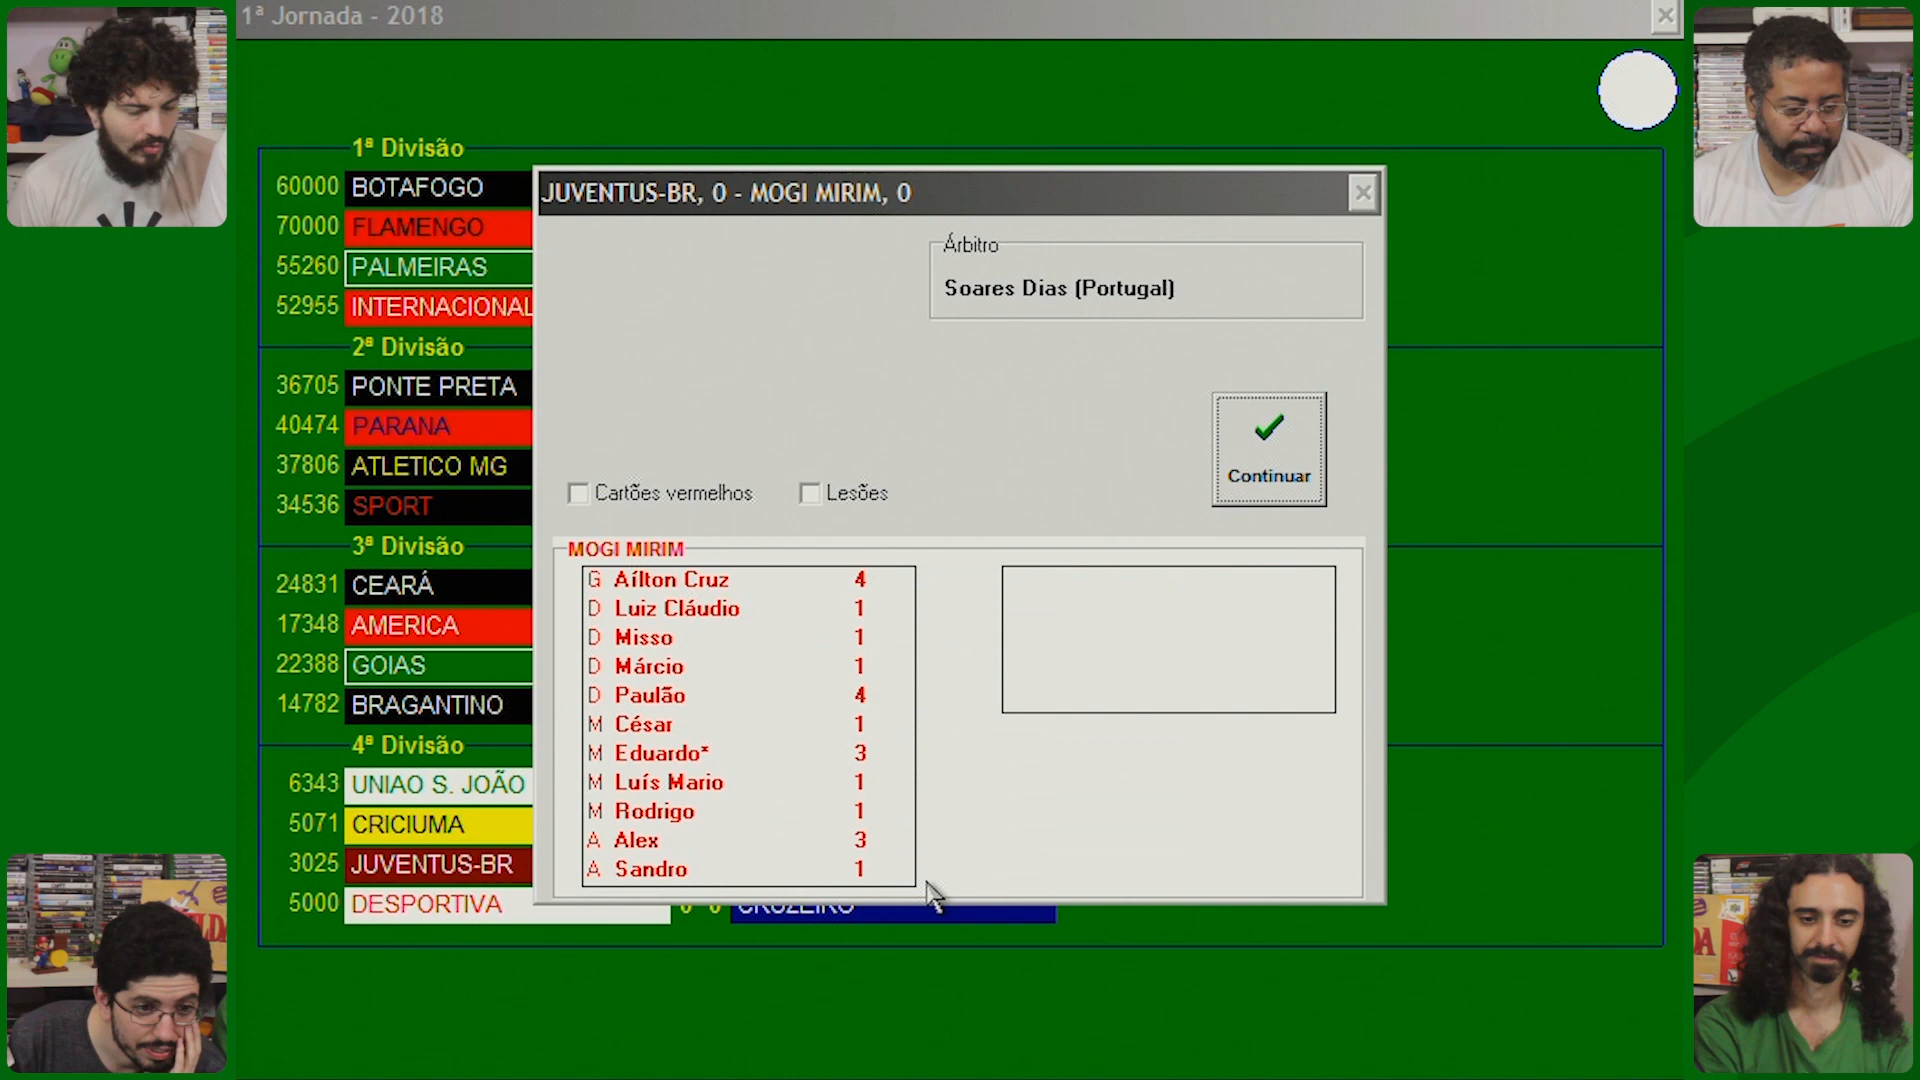 1ª Jornada - 2018
1ª Divisão
60000 BOTAFOGO
70000 FLAMENGO
55260 PALMEIRAS
52955 INTERNACIONAL
2ª Divisão
36705 PONTE PRETA
40474 PARANA
37806 ATLETICO MG
34536 SPORT
3ª Divisão
24831 CEARÁ
17348 AMERICA
22388 GOIAS
14782 BRAGANTINO
4ª Divisão
6343 UNIAO S. JOÃO
5071 CRICIUMA
3025 JUVENTUS-BR
5000 DESPORTIVA 0 0 CRUZEIRO
JUVENTUS-BR, 0 - MOGI MIRIM, 0
Árbitro
Soares Dias (Portugal)
Continuar
Cartões vermelhos Lesões
MOGI MIRIM
G Aílton Cruz 4
D Luiz Cláudio 1
D Misso 1
D Márcio 1
D Paulão 4
M César 1
M Eduardo* 3
M Luís Mario 1
M Rodrigo 1
A Alex 3
A Sandro 1